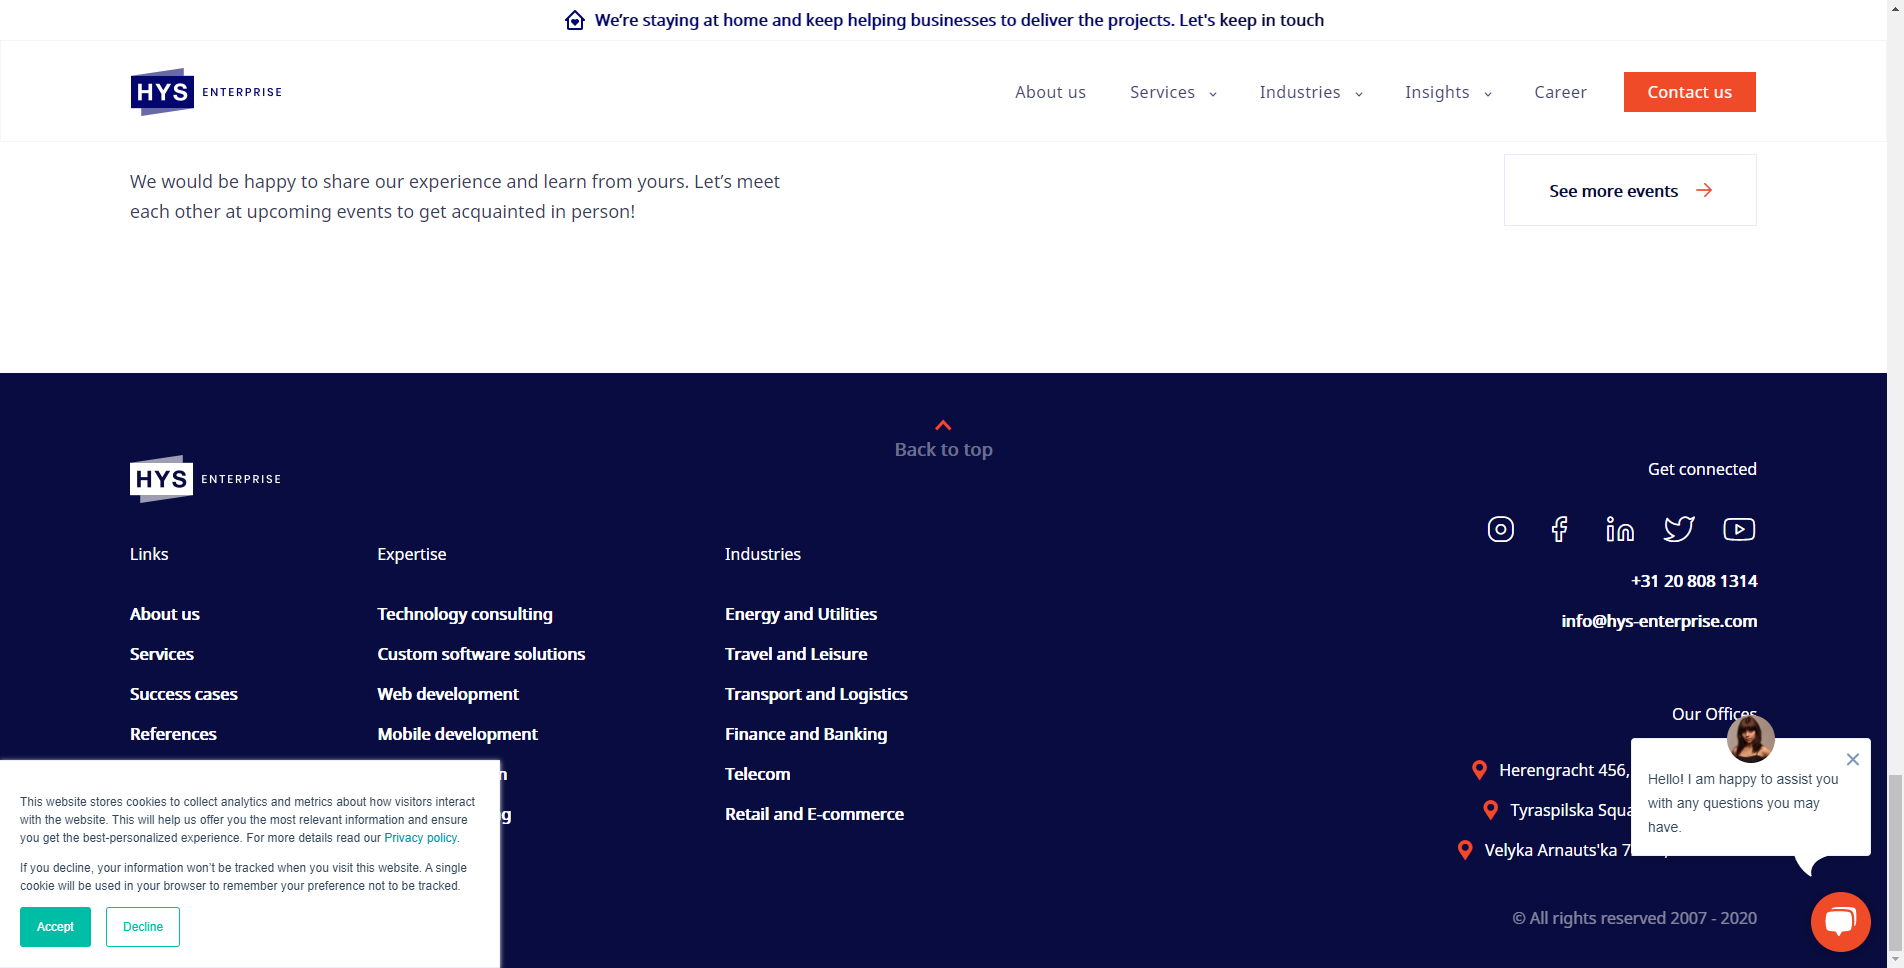 We’re staying at home and keep helping businesses to deliver the projects. Let's keep in touch
HYS ENTERPRISE
About us
Services
Industries
Insights
Career
Contact us
We would be happy to share our experience and learn from yours. Let’s meet
each other at upcoming events to get acquainted in person!
See more events
Back to top
HYS ENTERPRISE
Links
About us
Services
Success cases
References
Expertise
Technology consulting
Custom software solutions
Web development
Mobile development
Industries
Energy and Utilities
Travel and Leisure
Transport and Logistics
Finance and Banking
Telecom
Retail and E-commerce
Get connected
+31 20 808 1314
info@hys-enterprise.com
Our Offices
Herengracht 456,
Tyraspilska
Velyka Arnauts'ka
© All rights reserved 2007 - 2020
Hello! I am happy to assist you
with any questions you may
have.
This website stores cookies to collect analytics and metrics about how visitors interact
with the website. This will help us offer you the most relevant information and ensure
you get the best-personalized experience. For more details read our Privacy policy.
If you decline, your information won’t be tracked when you visit this website. A single
cookie will be used in your browser to remember your preference not to be tracked.
Accept
Decline